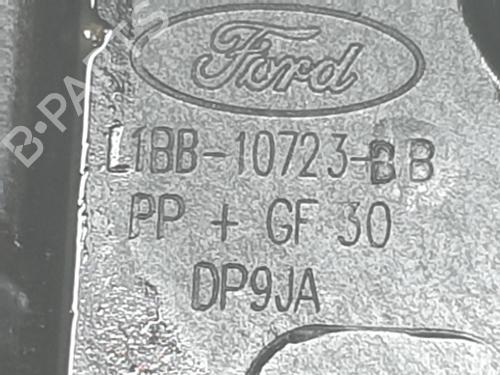 Ford
L1BB-10723-BB
PP + GF 30
DP9JA
B-PARTS